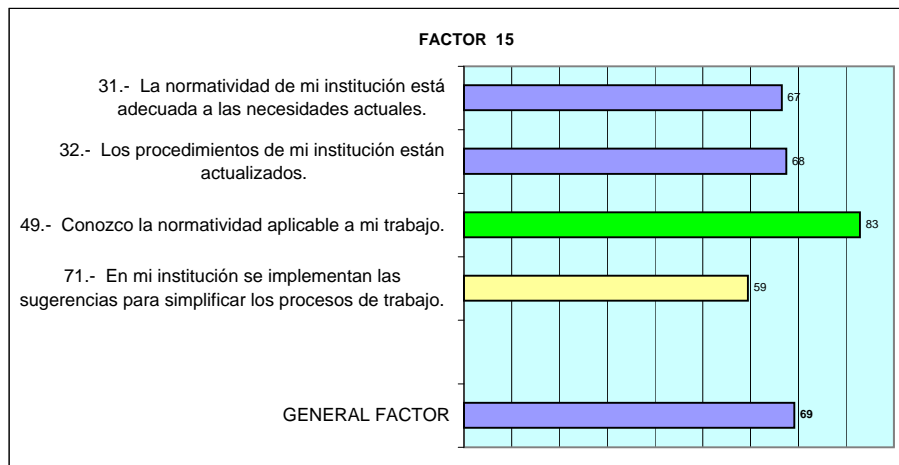 FACTOR 15
31.- La normatividad de mi institución está
adecuada a las necesidades actuales.
67
32.- Los procedimientos de mi institución están
actualizados.
68
49.- Conozco la normatividad aplicable a mi trabajo.
83
71.- En mi institución se implementan las
sugerencias para simplificar los procesos de trabajo.
59
GENERAL FACTOR
69